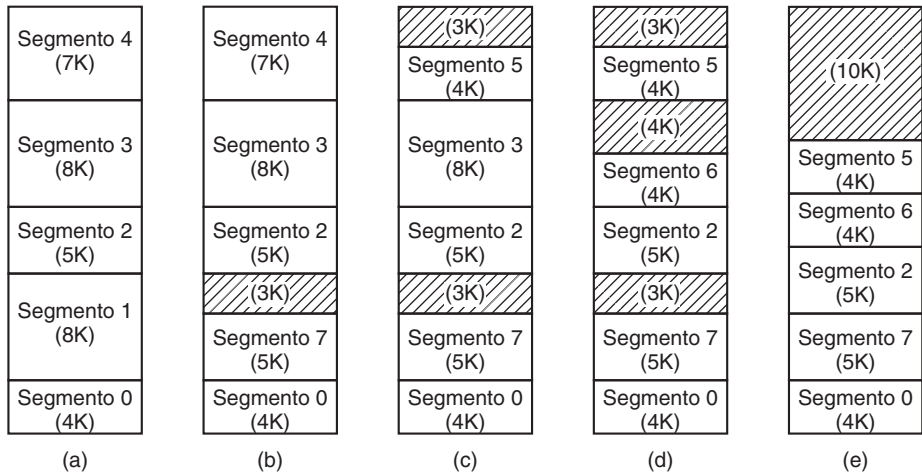 Segmento 4
(7K)
Segmento 3
(8K)
Segmento 2
(5K)
Segmento 1
(8K)
Segmento 0
(4K)
(a)
Segmento 4
(7K)
Segmento 3
(8K)
Segmento 2
(5K)
(3K)
Segmento 7
(5K)
Segmento 0
(4K)
(b)
(3K)
Segmento 5
(4K)
Segmento 3
(8K)
Segmento 2
(5K)
(3K)
Segmento 7
(5K)
Segmento 0
(4K)
(c)
(3K)
Segmento 5
(4K)
(4K)
Segmento 6
(4K)
Segmento 2
(5K)
(3K)
Segmento 7
(5K)
Segmento 0
(4K)
(d)
(10K)
Segmento 5
(4K)
Segmento 6
(4K)
Segmento 2
(5K)
Segmento 7
(5K)
Segmento 0
(4K)
(e)